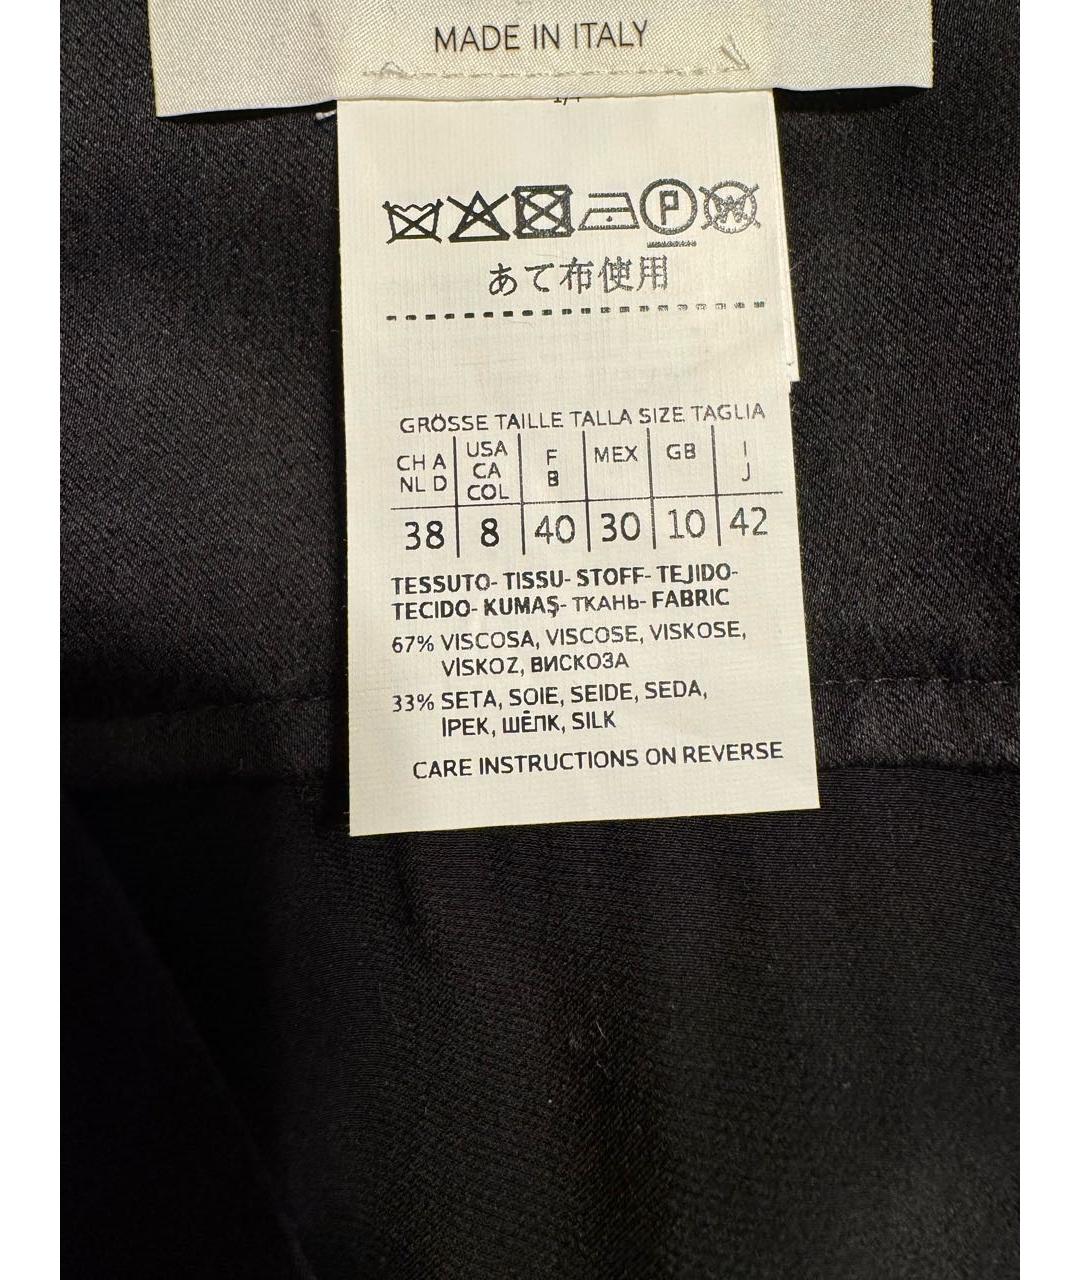 MADE IN ITALY
P W
あて布使用
GRÖSSE TAILLE TALLA SIZE TAGLIA
CH A NL D USA CA COL F B MEX GB I J
38 8 40 30 10 42
TESSUTO- TISSU- STOFF- TEJIDO-
TECIDO- KUMAŞ- ТКАНЬ- FABRIC
67% VISCOSA, VISCOSE, VISKOSE,
VİSKOZ, ВИСКОЗА
33% SETA, SOIE, SEIDE, SEDA,
İPEK, ШЁЛК, SILK
CARE INSTRUCTIONS ON REVERSE